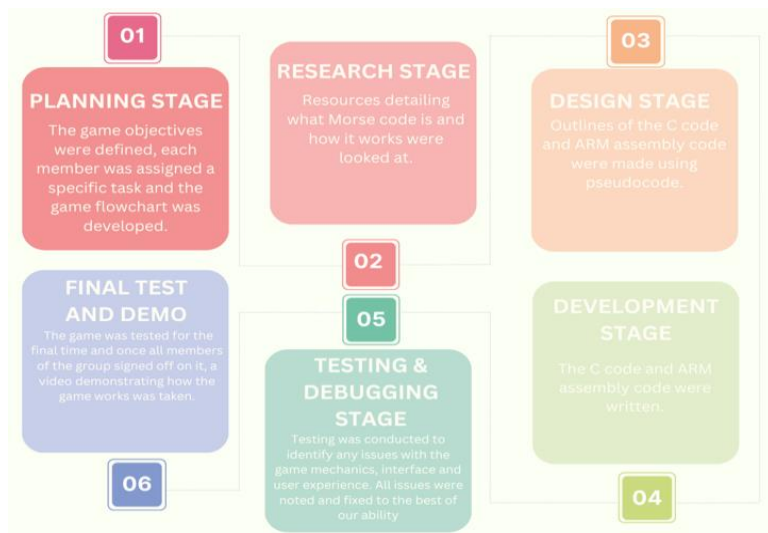 01
PLANNING STAGE
The game objectives
were defined, each
member was assigned a
specific task and the
game flowchart was
developed.
RESEARCH STAGE
Resources detailing
what Morse code is and
how it works were
looked at.
02
03
DESIGN STAGE
Outlines of the C code
and ARM assembly code
were made using
pseudocode.
DEVELOPMENT
STAGE
The C code and ARM
assembly code were
written.
04
05
TESTING &
DEBUGGING
STAGE
Testing was conducted to
identify any issues with the
game mechanics, interface and
user experience. All issues were
noted and fixed to the best of
our ability
FINAL TEST
AND DEMO
The game was tested for the
final time and once all members
of the group signed off on it, a
video demonstrating how the
game works was taken.
06